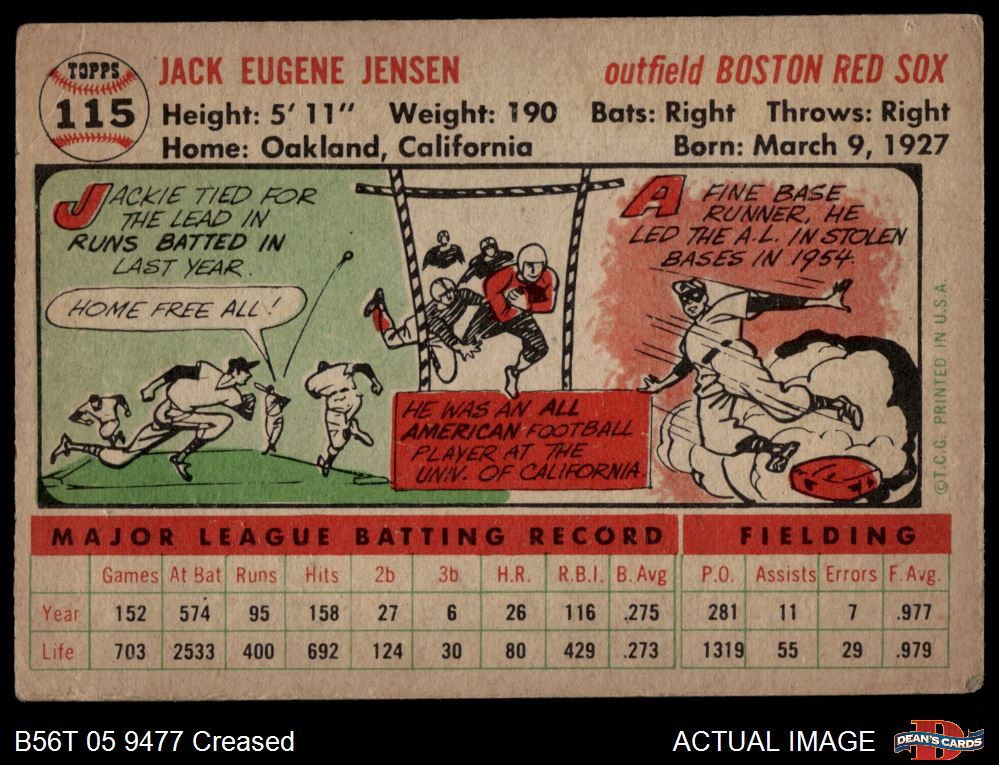 TOPPS
115
JACK EUGENE JENSEN
outfield BOSTON RED SOX
Height: 5' 11" Weight: 190 Bats: Right Throws: Right
Home: Oakland, California Born: March 9, 1927
JACKIE TIED FOR
THE LEAD IN
RUNS BATTED IN
LAST YEAR.
HOME FREE ALL!
HE WAS AN ALL
AMERICAN FOOTBALL
PLAYER AT THE
UNIV. OF CALIFORNIA
A FINE BASE
RUNNER, HE
LED THE A.L. IN STOLEN
BASES IN 1954.
©T.C.G. PRINTED IN U.S.A.
MAJOR LEAGUE BATTING RECORD FIELDING
Games At Bat Runs Hits 2b 3b H.R. R.B.I. B. Avg P.O. Assists Errors F. Avg.
Year 152 574 95 158 27 6 26 116 .275 281 11 7 .977
Life 703 2533 400 692 124 30 80 429 .273 1319 55 29 .979
B56T 05 9477 Creased
ACTUAL IMAGE
DEAN'S CARDS